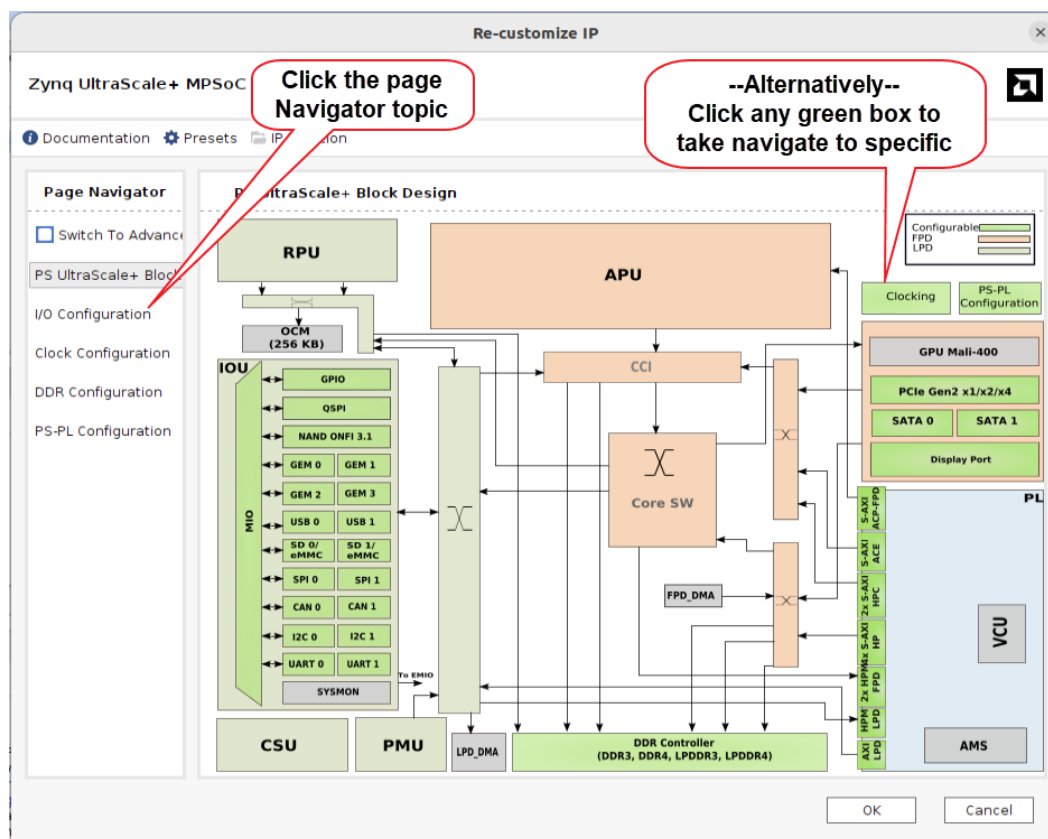 Re-customize IP
Zynq UltraScale+ MPSoC
Click the page
Navigator topic
--Alternatively--
Click any green box to
take navigate to specific
Documentation Presets IP
on
Page Navigator
Switch To Advance
PS UltraScale+ Block
I/O Configuration
Clock Configuration
DDR Configuration
PS-PL Configuration
P
UltraScale+ Block Design
Configurable
FPD
LPD
RPU
APU
Clocking
PS-PL
Configuration
OCM
(256 KB)
GPU Mali-400
IOU
CCI
GPIO
PCIe Gen2 x1/x2/x4
QSPI
SATA 0 SATA 1
NAND ONFI 3.1
Display Port
GEM 0 GEM 1
GEM 2 GEM 3
USB 0 USB 1
SD 0/
eMMC
SD 1/
eMMC
SPI 0 SPI 1
CAN 0 CAN 1
I2C 0 I2C 1
UART 0 UART 1
SYSMON
MIO
Core SW
PL
S-AXI
ACP-FPD
S-AXI
ACE
2x S-AXI
HPC
4x S-AXI
HP
2x HPM
FPD
HPM
LPD
AXI
LPD
FPD_DMA
VCU
To EMIO
CSU
PMU
LPD_DMA
DDR Controller
(DDR3, DDR4, LPDDR3, LPDDR4)
AMS
OK
Cancel